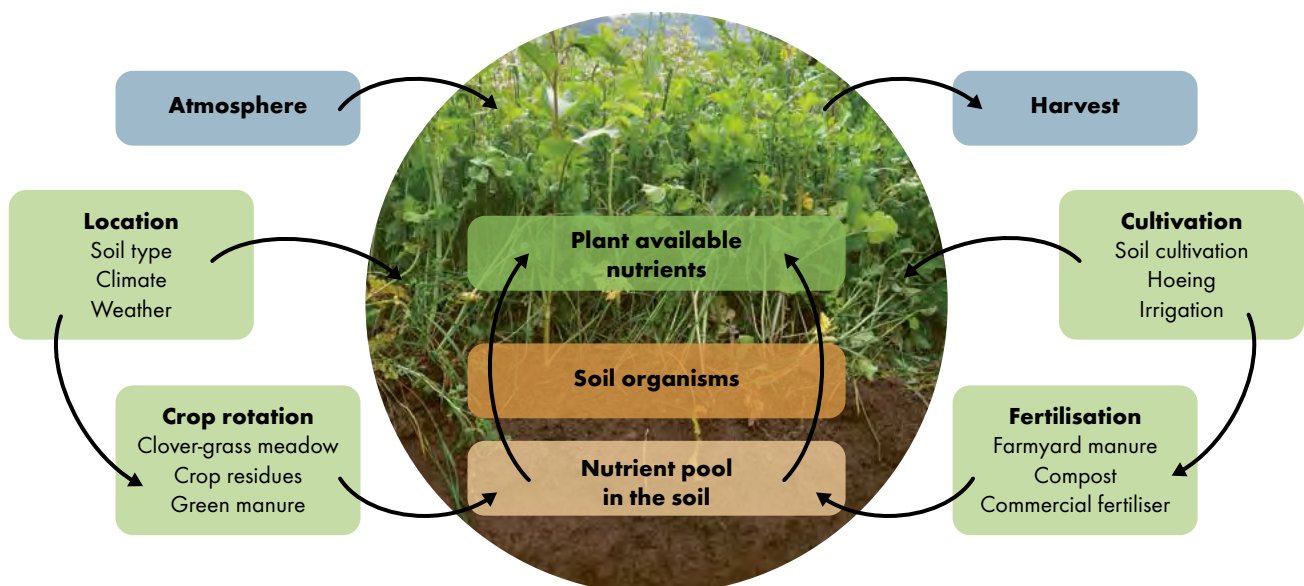 Atmosphere
Harvest
Location
Soil type
Climate
Weather
Plant available
nutrients
Cultivation
Soil cultivation
Hoeing
Irrigation
Soil organisms
Crop rotation
Clover-grass meadow
Crop residues
Green manure
Nutrient pool
in the soil
Fertilisation
Farmyard manure
Compost
Commercial fertiliser